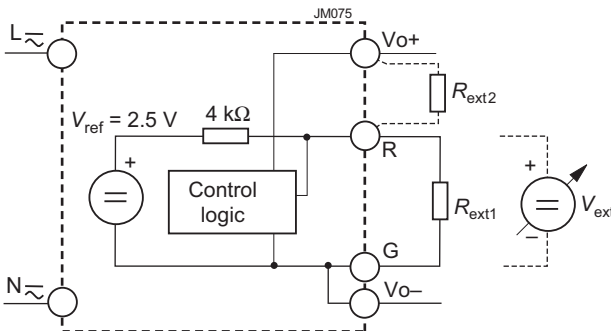 JM075
L
Vo+
Rext2
Vref = 2.5 V
4 kΩ
+
R
Control
logic
Rext1
+
Vext
–
G
N
Vo–